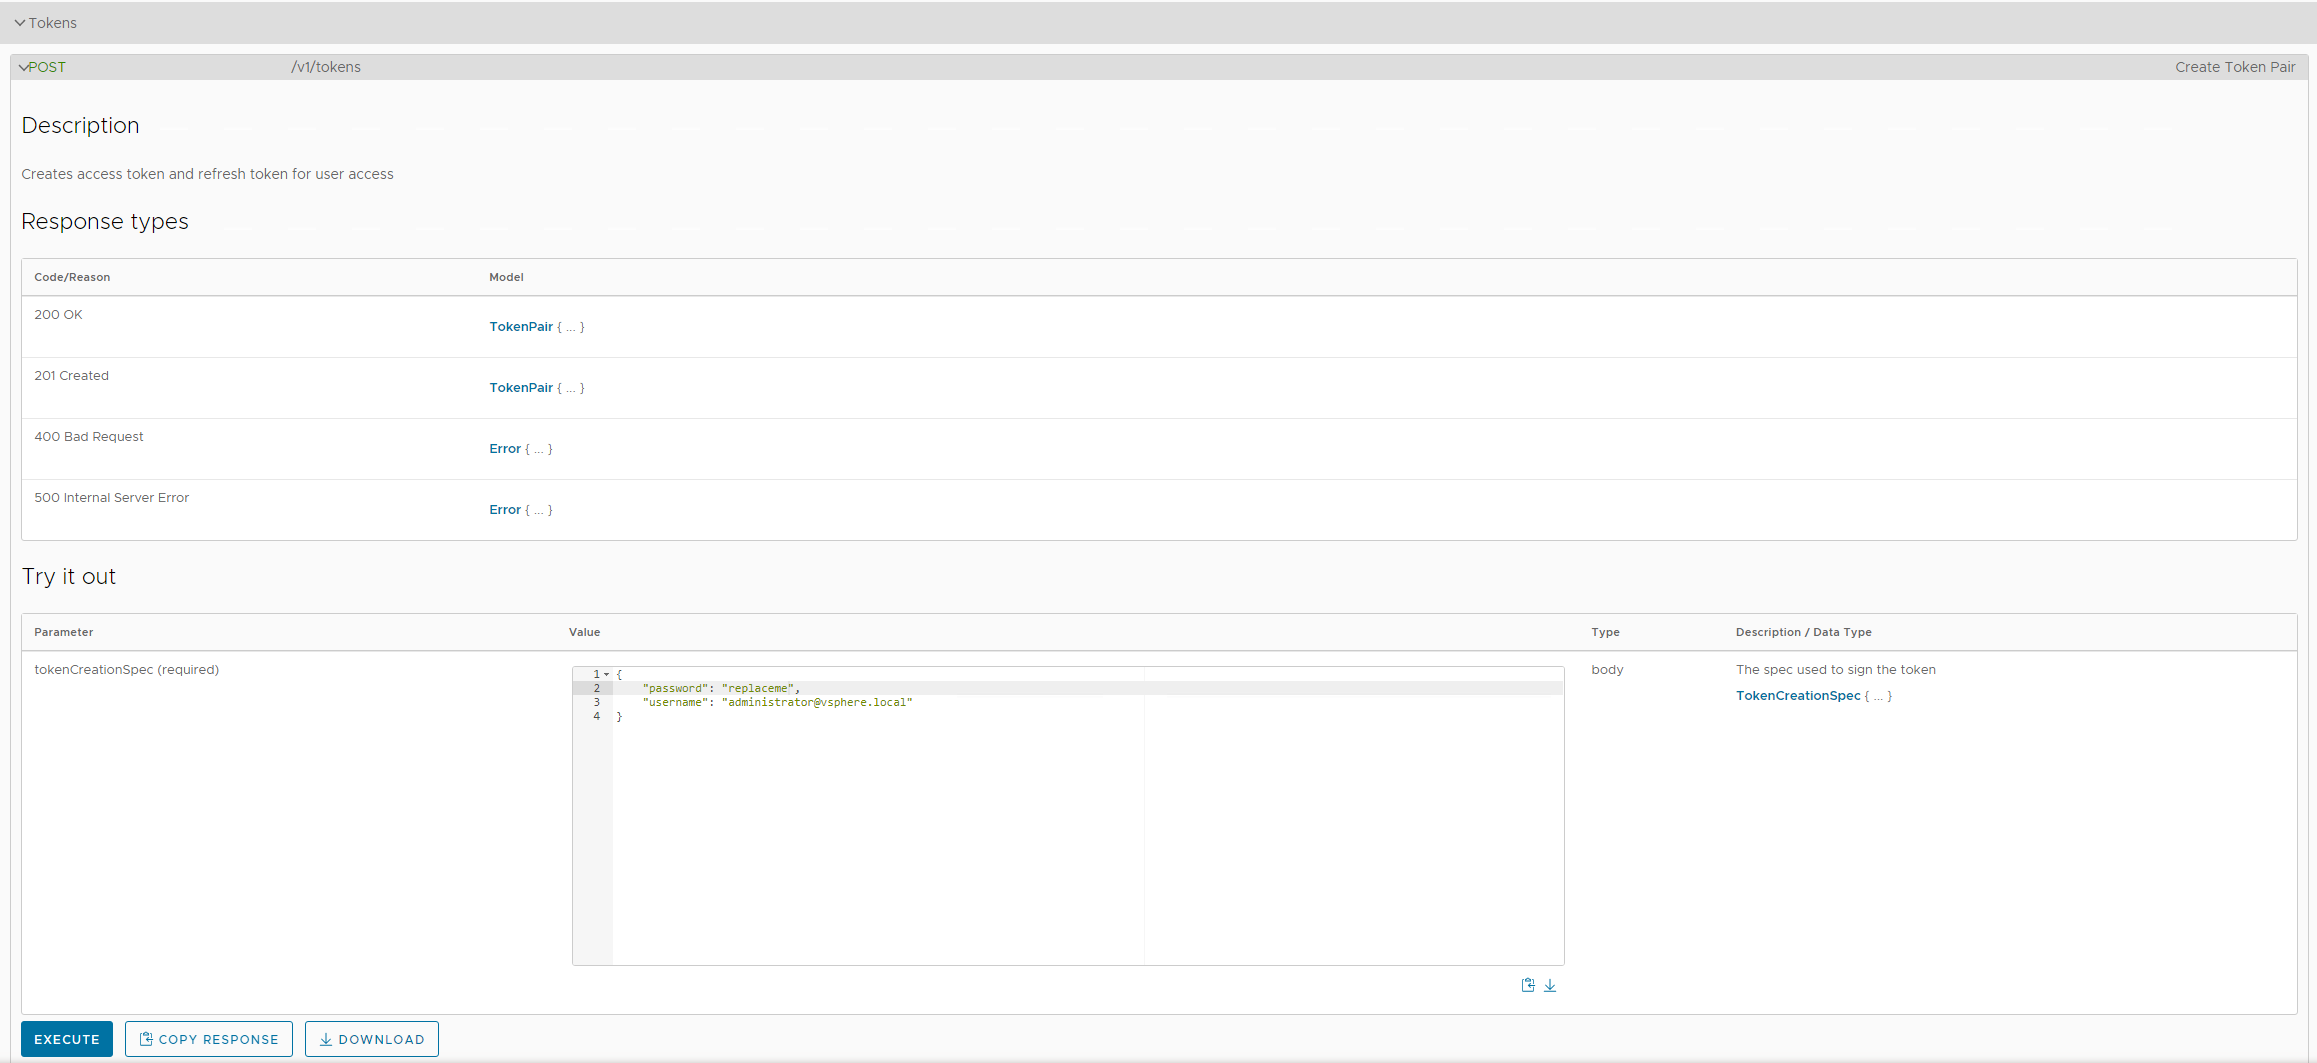 Tokens
POST /v1/tokens Create Token Pair
Description
Creates access token and refresh token for user access
Response types
Code/Reason Model
200 OK
TokenPair { ... }
201 Created
TokenPair { ... }
400 Bad Request
Error { ... }
500 Internal Server Error
Error { ... }
Try it out
Parameter Value Type Description / Data Type
tokenCreationSpec (required) body The spec used to sign the token
TokenCreationSpec { ... }
1 {
2 "password": "replaceme",
3 "username": "administrator@vsphere.local"
4 }
EXECUTE COPY RESPONSE DOWNLOAD